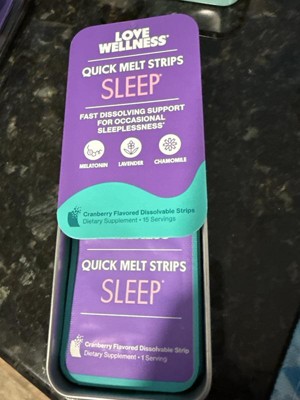 LOVE
WELLNESS®
QUICK MELT STRIPS
SLEEP*
FAST DISSOLVING SUPPORT
FOR OCCASIONAL
SLEEPLESSNESS*
MELATONIN LAVENDER CHAMOMILE
Cranberry Flavored Dissolvable Strips
Dietary Supplement • 15 Servings
QUICK MELT STRIPS
SLEEP*
Cranberry Flavored Dissolvable Strip
Dietary Supplement • 1 Serving